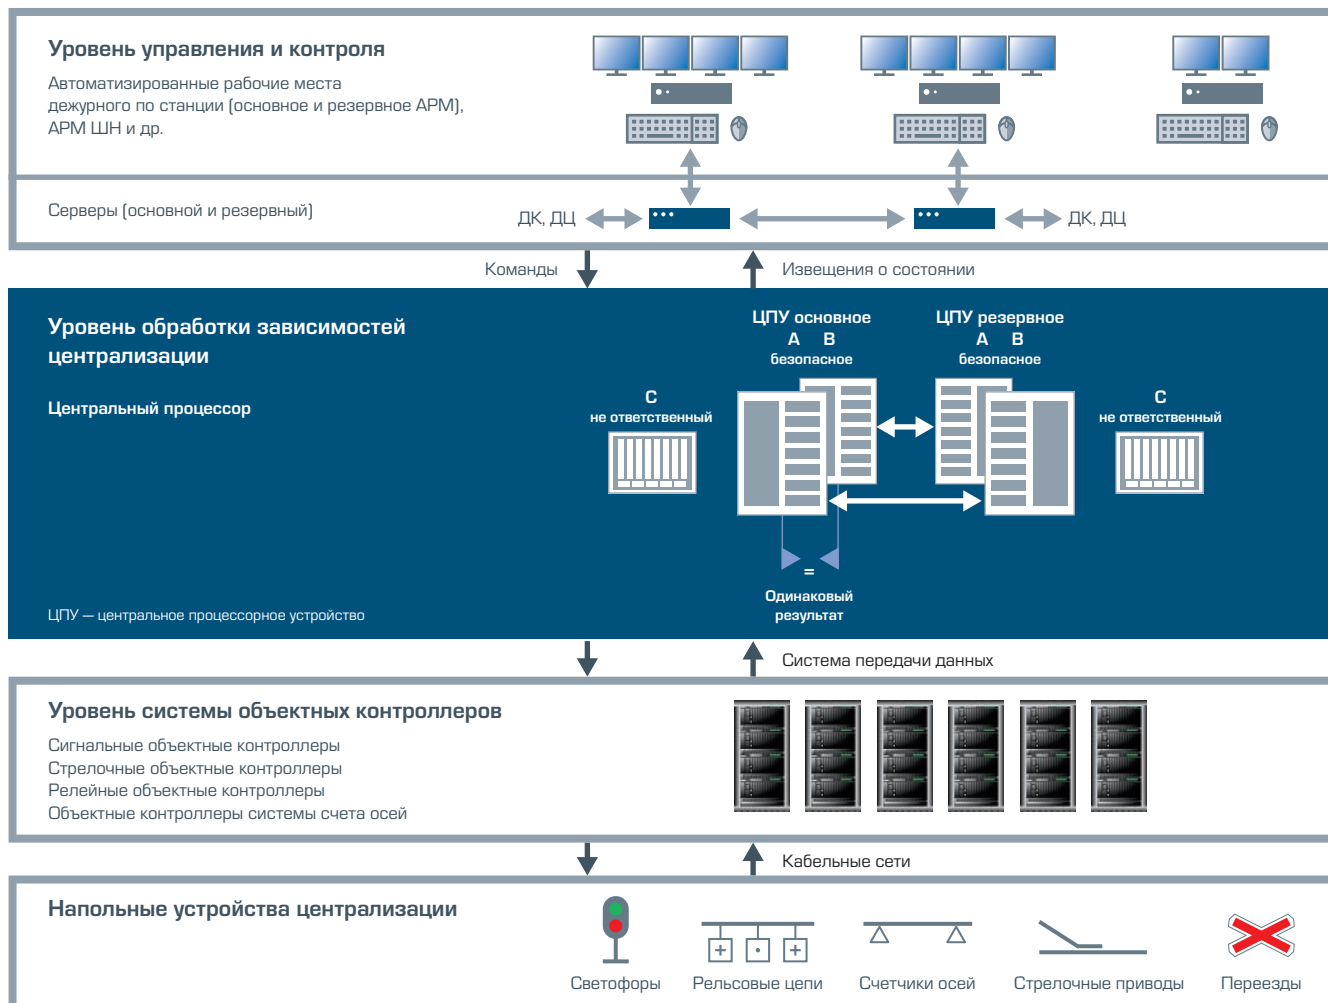 Уровень управления и контроля
Автоматизированные рабочие места
дежурного по станции (основное и резервное АРМ),
АРМ ШН и др.
Серверы (основной и резервный)
ДК, ДЦ
ДК, ДЦ
Команды
Извещения о состоянии
Уровень обработки зависимостей
централизации
Центральный процессор
ЦПУ основное
A B
безопасное
ЦПУ резервное
A B
безопасное
C
не ответственный
C
не ответственный
=
Одинаковый
результат
ЦПУ — центральное процессорное устройство
Система передачи данных
Уровень системы объектных контроллеров
Сигнальные объектные контроллеры
Стрелочные объектные контроллеры
Релейные объектные контроллеры
Объектные контроллеры системы счета осей
Кабельные сети
Напольные устройства централизации
Светофоры
Рельсовые цепи
Счетчики осей
Стрелочные приводы
Переезды